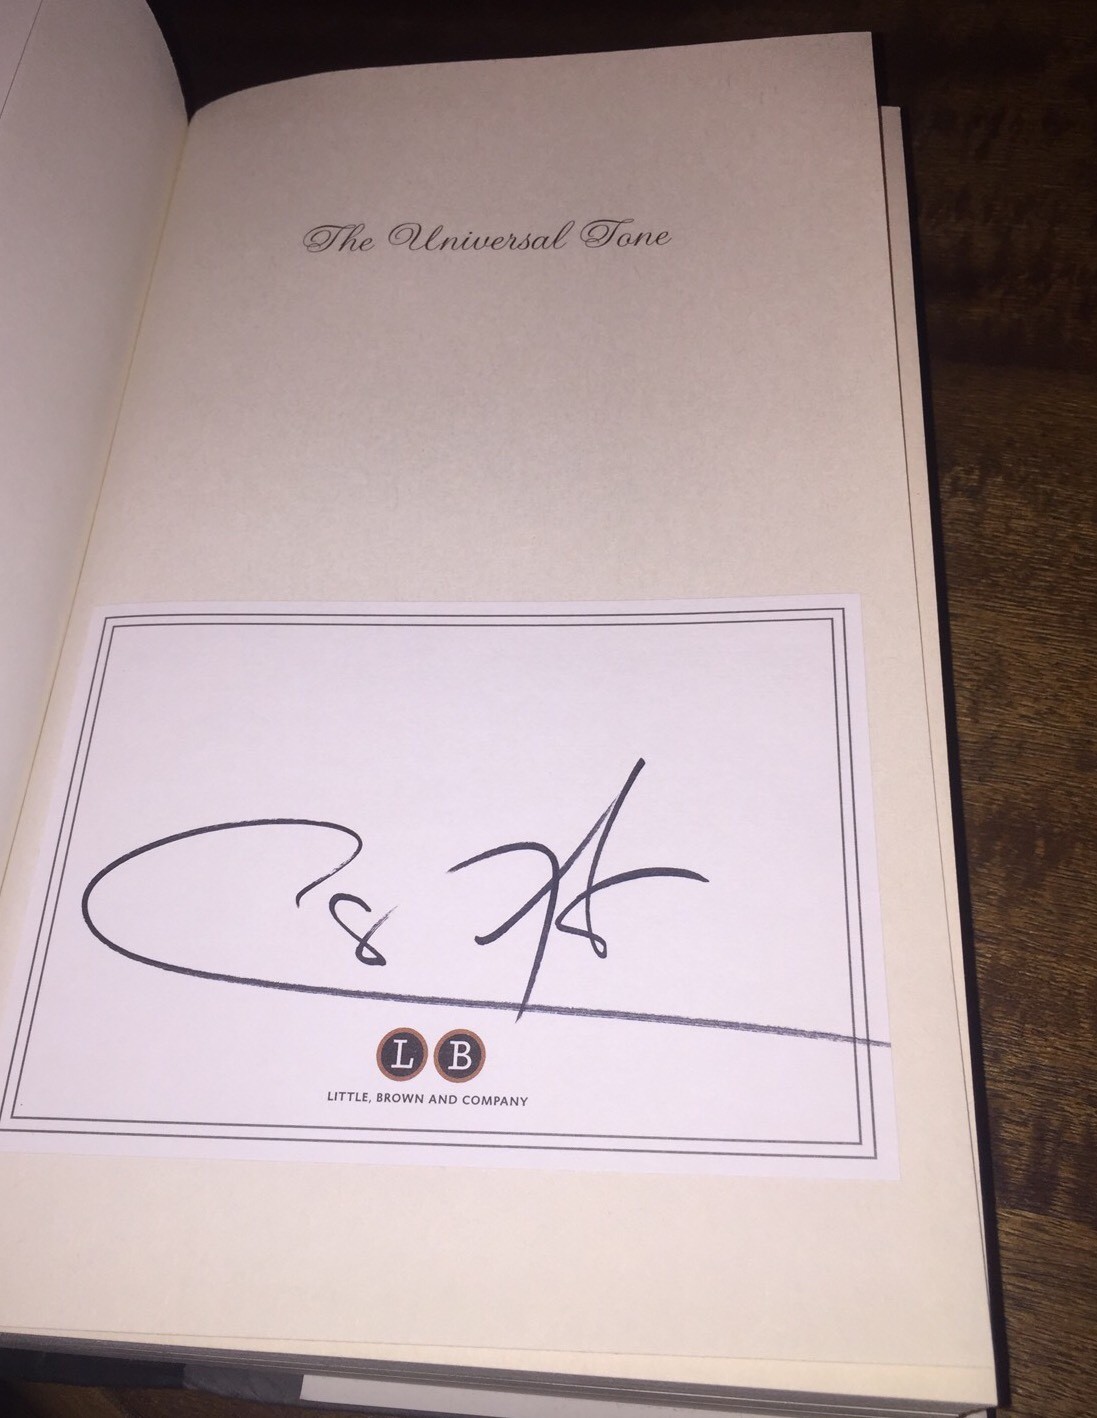 The Universal Tone
L B
LITTLE, BROWN AND COMPANY